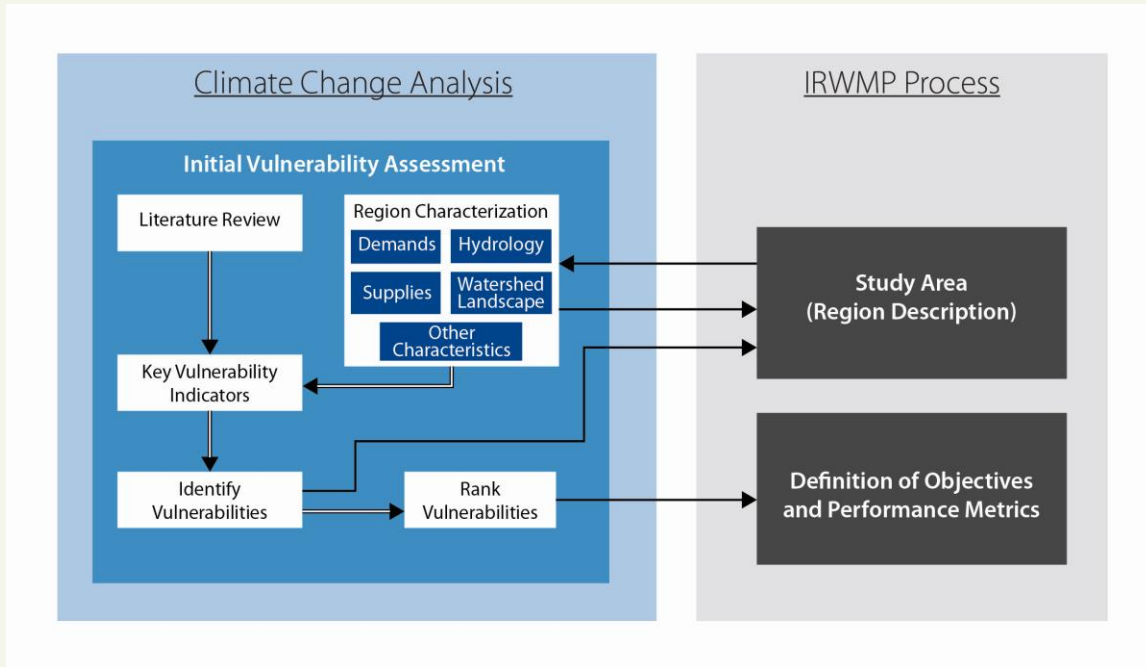 Climate Change Analysis
IRWMP Process
Initial Vulnerability Assessment
Literature Review
Region Characterization
Demands
Hydrology
Supplies
Watershed
Landscape
Other
Characteristics
Key Vulnerability
Indicators
Identify
Vulnerabilities
Rank
Vulnerabilities
Study Area
(Region Description)
Definition of Objectives
and Performance Metrics